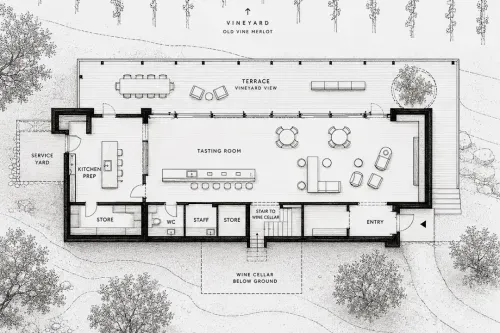 VINEYARD
OLD VINE MERLOT
TERRACE
VINEYARD VIEW
SERVICE
YARD
KITCHEN
PREP
TASTING ROOM
STORE
WC
STAFF
STORE
STAIR TO
WINE CELLAR
ENTRY
WINE CELLAR
BELOW GROUND